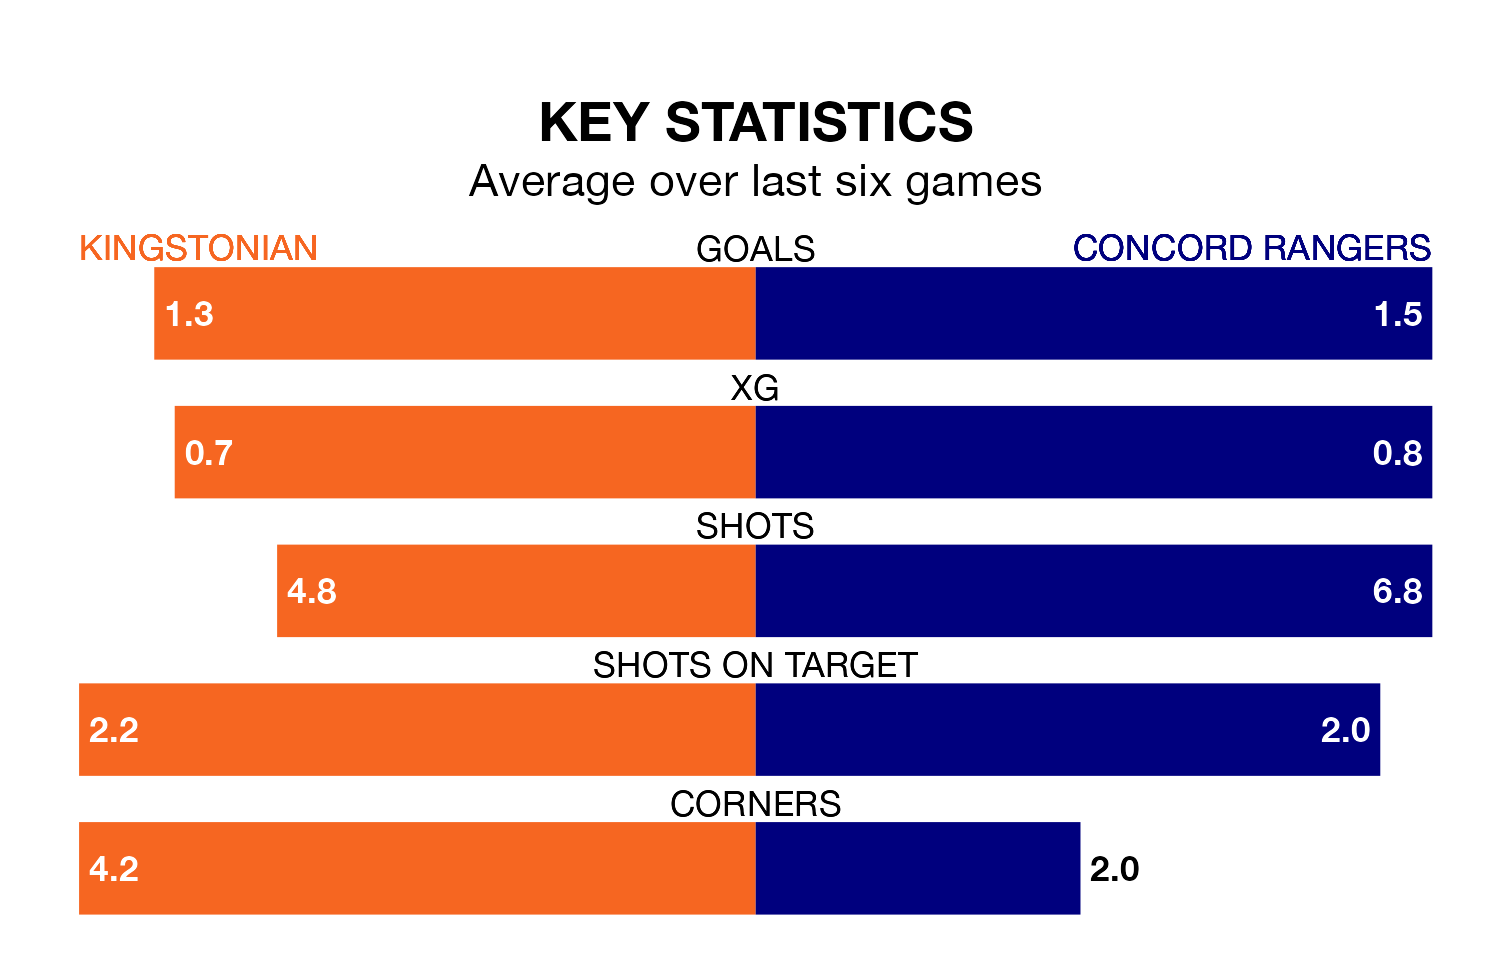 KEY STATISTICS
Average over last six games
KINGSTONIAN GOALS CONCORD RANGERS
1.3 1.5
XG
0.7 0.8
SHOTS
4.8 6.8
SHOTS ON TARGET
2.2 2.0
CORNERS
4.2 2.0